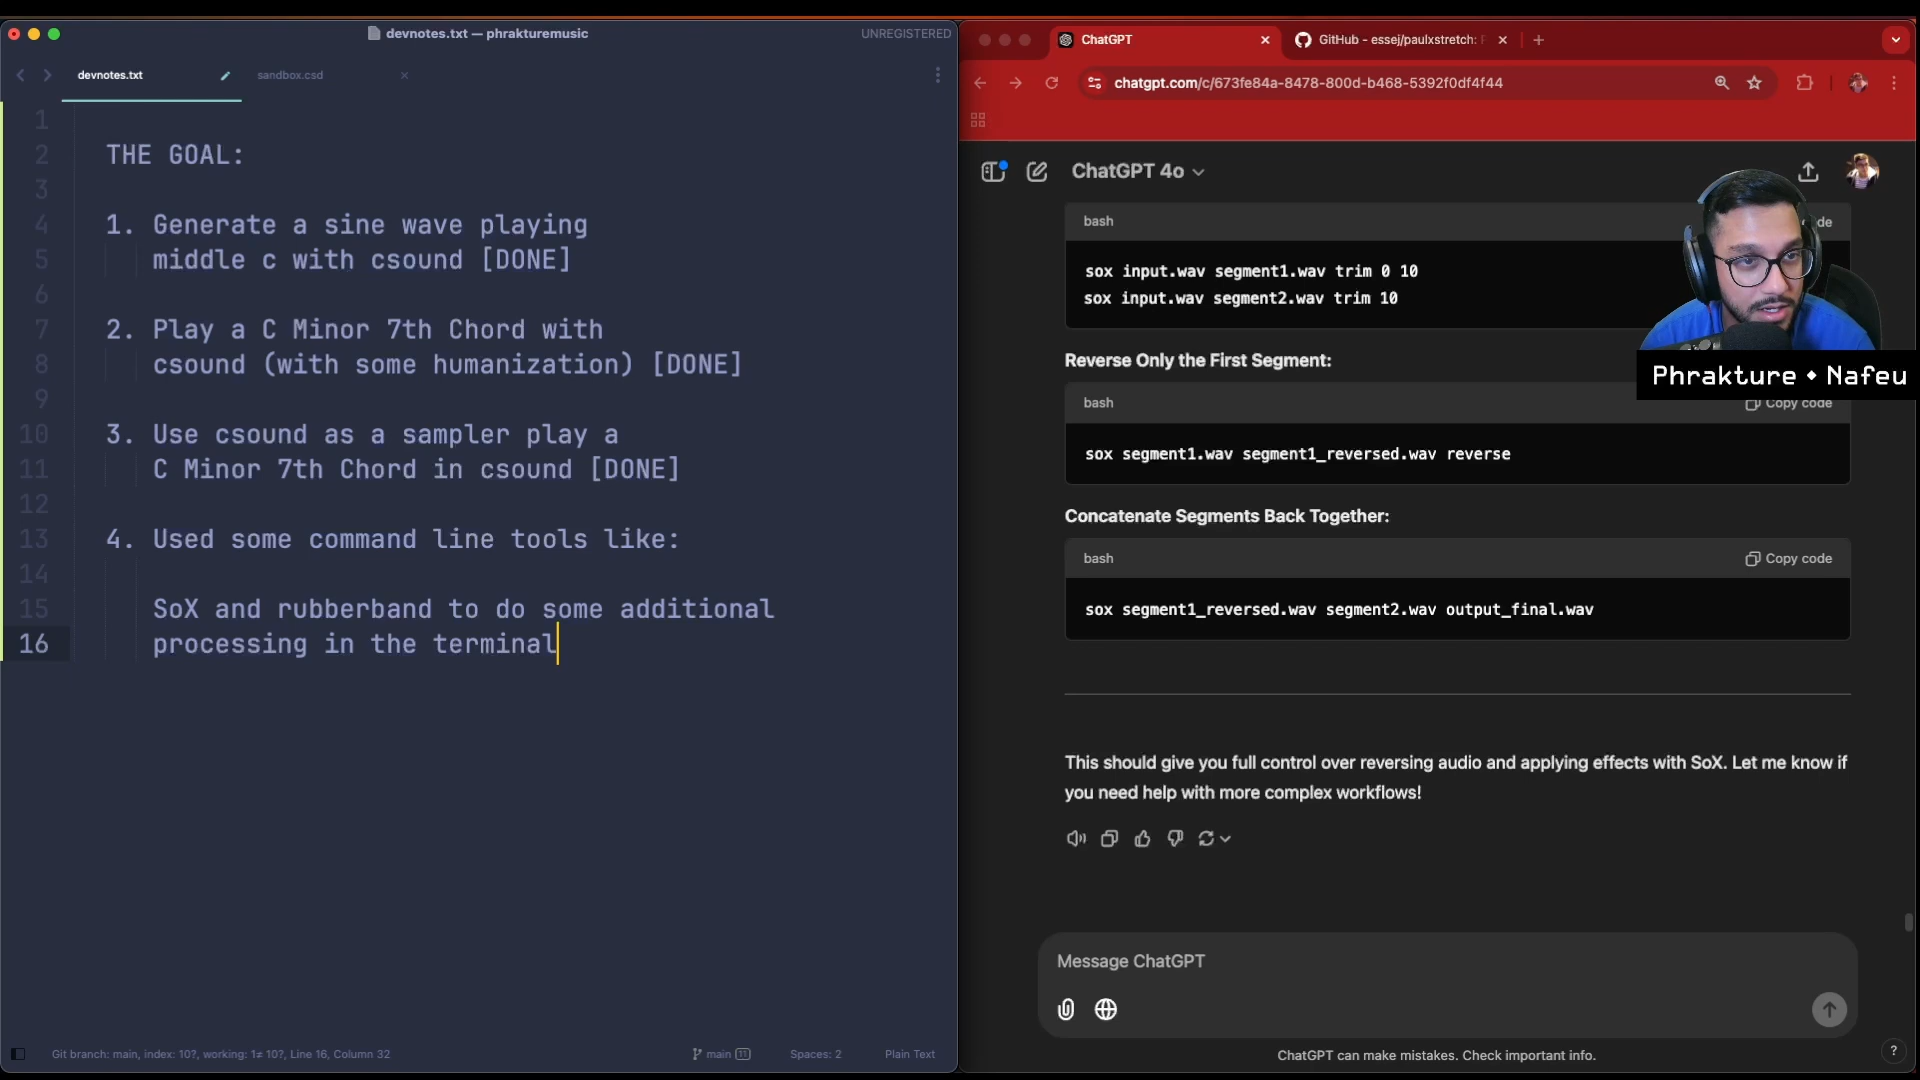 devnotes.txt — phrakturemusic
UNREGISTERED
devnotes.txt
sandbox.csd
1
2 THE GOAL:
3
4 1. Generate a sine wave playing
5 middle c with csound [DONE]
6
7 2. Play a C Minor 7th Chord with
8 csound (with some humanization) [DONE]
9
10 3. Use csound as a sampler play a
11 C Minor 7th Chord in csound [DONE]
12
13 4. Used some command line tools like:
14
15 SoX and rubberband to do some additional
16 processing in the terminal
Git branch: main, index: 10?, working: 1≠ 10?, Line 16, Column 32
main 11
Spaces: 2
Plain Text
ChatGPT
GitHub - essej/paulxstretch:
chatgpt.com/c/673fe84a-8478-800d-b468-5392f0df4f44
ChatGPT 4o
bash
sox input.wav segment1.wav trim 0 10
sox input.wav segment2.wav trim 10
Reverse Only the First Segment:
bash
Copy code
sox segment1.wav segment1_reversed.wav reverse
Concatenate Segments Back Together:
bash
Copy code
sox segment1_reversed.wav segment2.wav output_final.wav
This should give you full control over reversing audio and applying effects with SoX. Let me know if
you need help with more complex workflows!
Message ChatGPT
ChatGPT can make mistakes. Check important info.
?
Phrakture • Nafeu